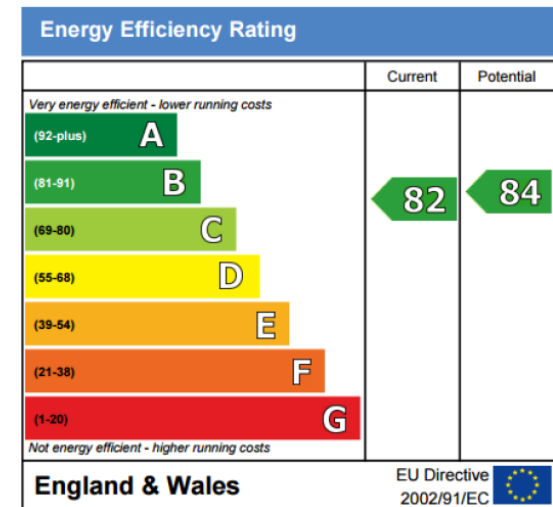 Energy Efficiency Rating
Current Potential
Very energy efficient - lower running costs
(92-plus) A
(81-91) B
82 84
(69-80) C
(55-68) D
(39-54) E
(21-38) F
(1-20) G
Not energy efficient - higher running costs
England & Wales
EU Directive
2002/91/EC